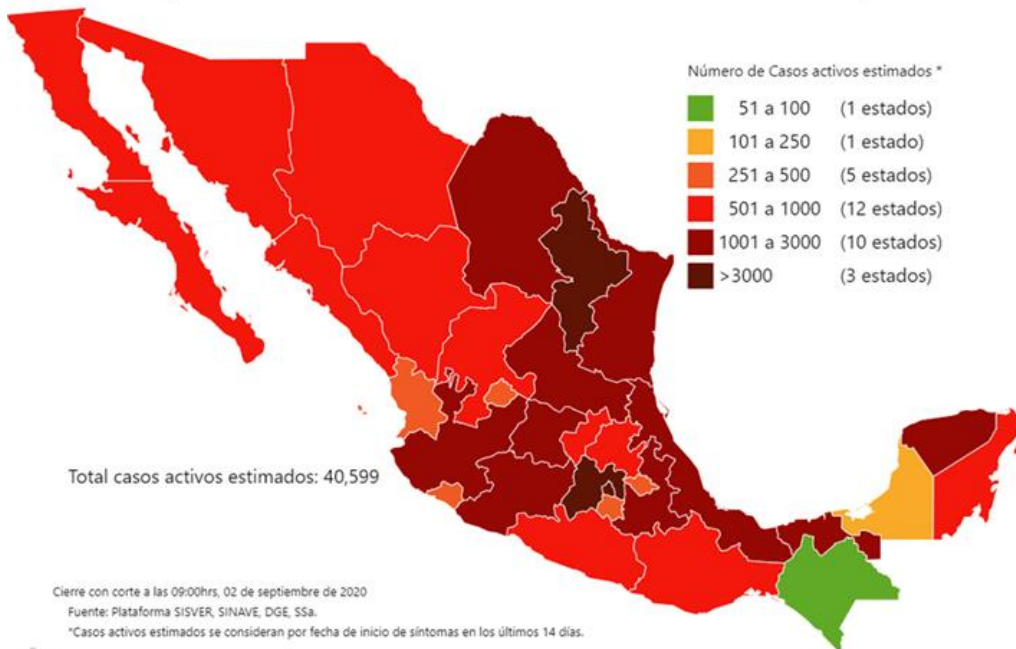 Número de Casos activos estimados *
51 a 100 (1 estados)
101 a 250 (1 estado)
251 a 500 (5 estados)
501 a 1000 (12 estados)
1001 a 3000 (10 estados)
>3000 (3 estados)
Total casos activos estimados: 40,599
Cierre con corte a las 09:00hrs, 02 de septiembre de 2020
Fuente: Plataforma SISVER, SINAVE, DGE, SSa.
*Casos activos estimados se consideran por fecha de inicio de síntomas en los últimos 14 días.